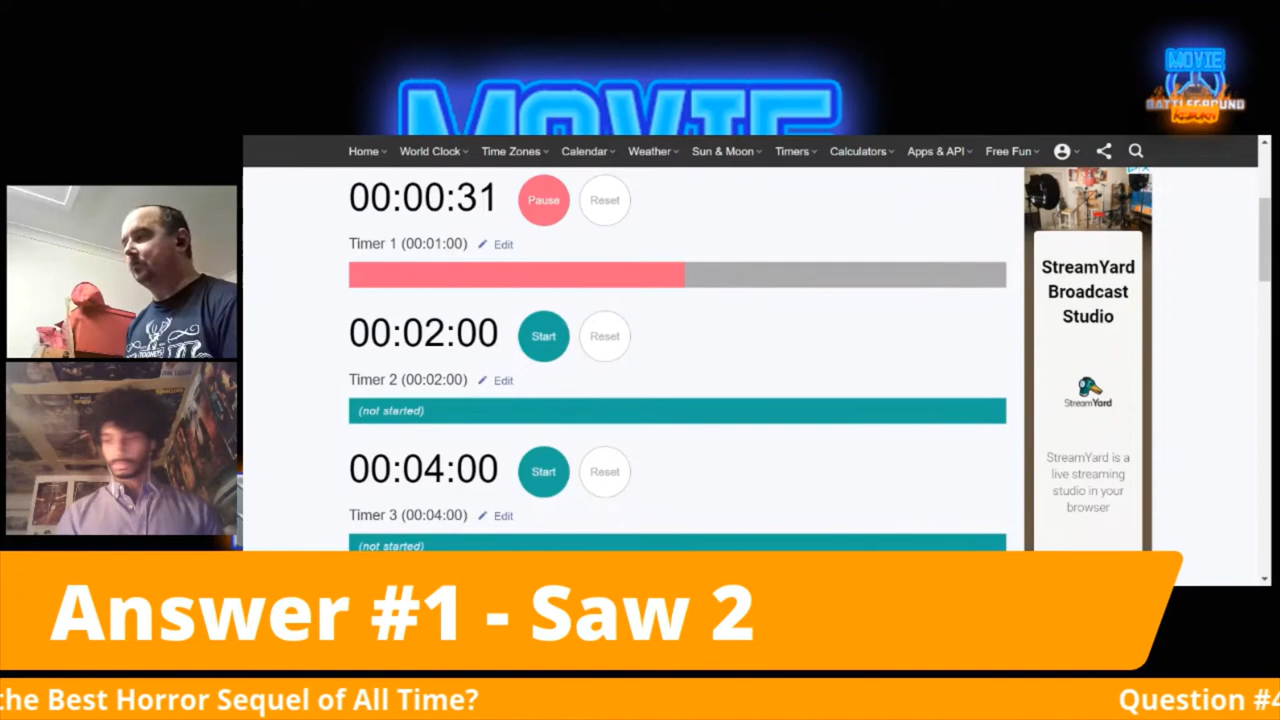 MOVIE
MOVIE
BATTLEGROUND
REBORN
Home World Clock Time Zones Calendar Weather Sun & Moon Timers Calculators Apps & API Free Fun
00:00:31 Pause Reset
Timer 1 (00:01:00) Edit
00:02:00 Start Reset
Timer 2 (00:02:00) Edit
(not started)
00:04:00 Start Reset
Timer 3 (00:04:00) Edit
(not started)
StreamYard
Broadcast
Studio
StreamYard
StreamYard is a
live streaming
studio in your
browser
Answer #1 - Saw 2
the Best Horror Sequel of All Time? Question #4